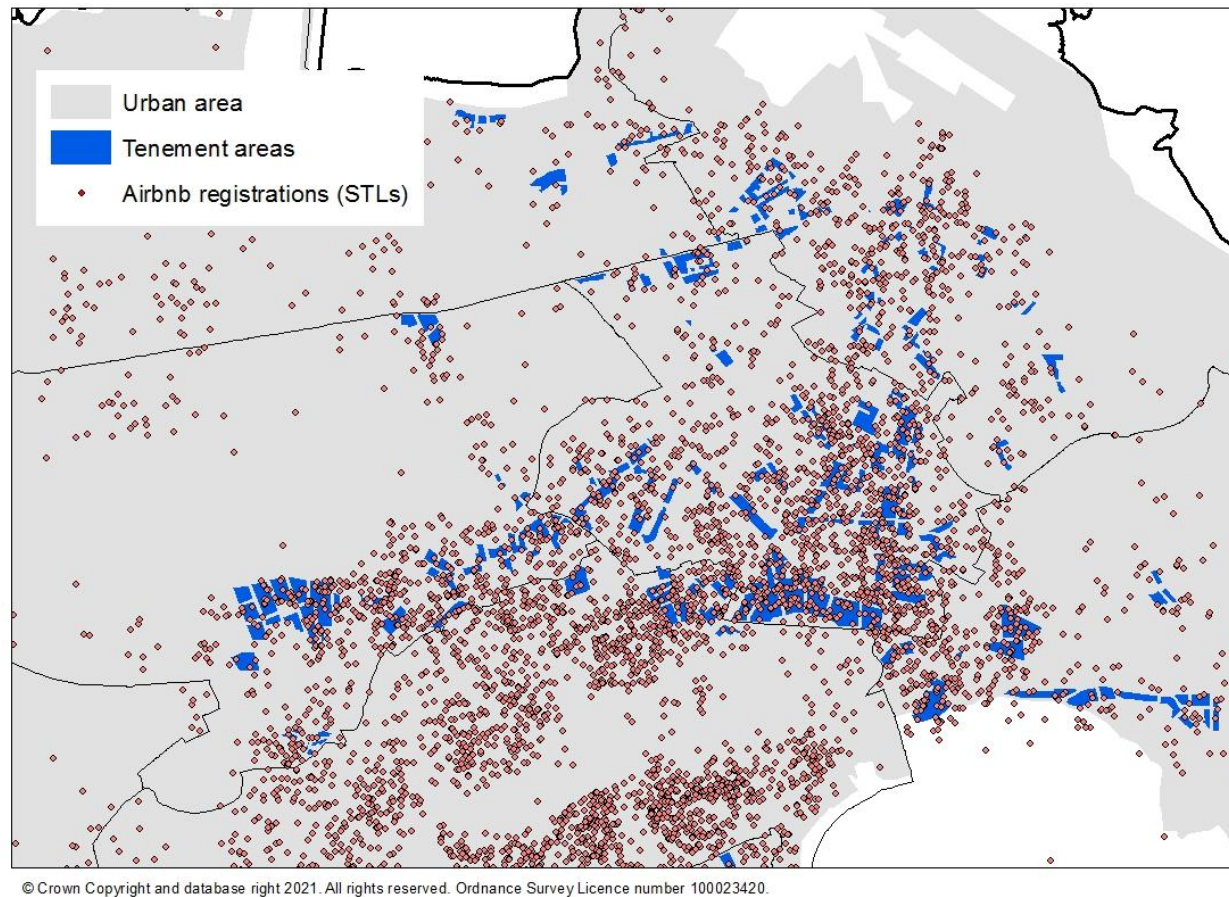 Urban area
Tenement areas
Airbnb registrations (STLs)
© Crown Copyright and database right 2021. All rights reserved. Ordnance Survey Licence number 100023420.